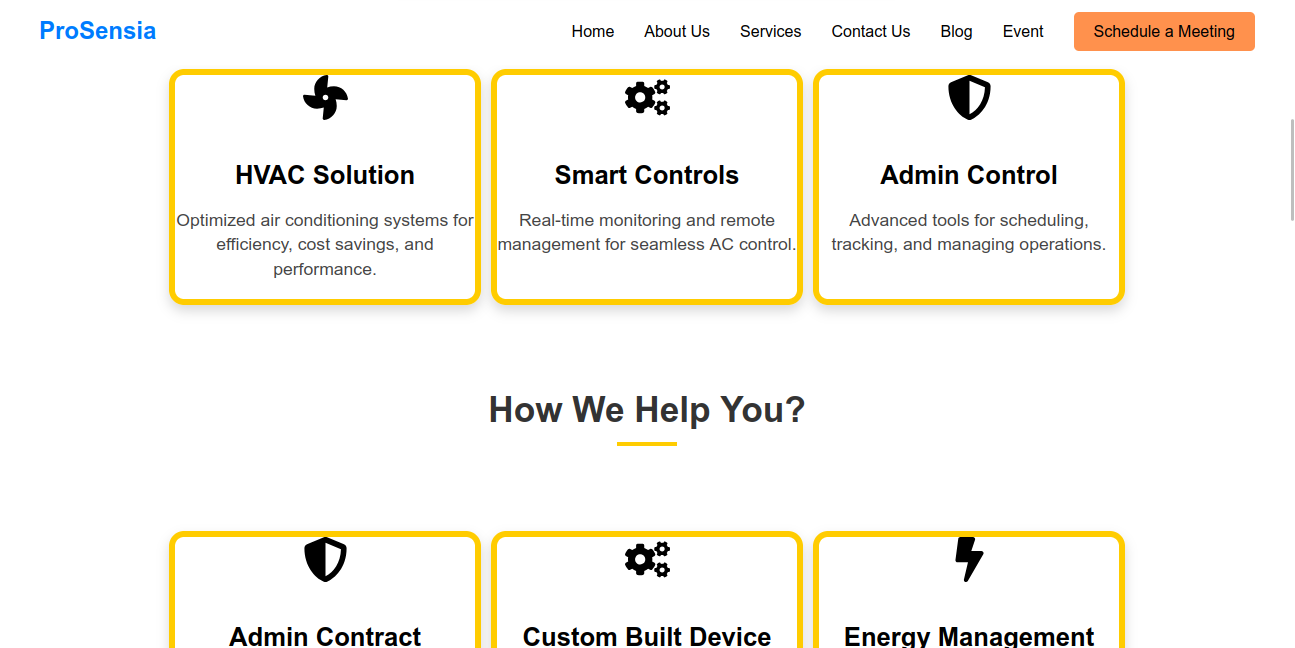 ProSensia
Home About Us Services Contact Us Blog Event Schedule a Meeting
HVAC Solution
Optimized air conditioning systems for
efficiency, cost savings, and
performance.
Smart Controls
Real-time monitoring and remote
management for seamless AC control.
Admin Control
Advanced tools for scheduling,
tracking, and managing operations.
How We Help You?
Admin Contract
Custom Built Device
Energy Management